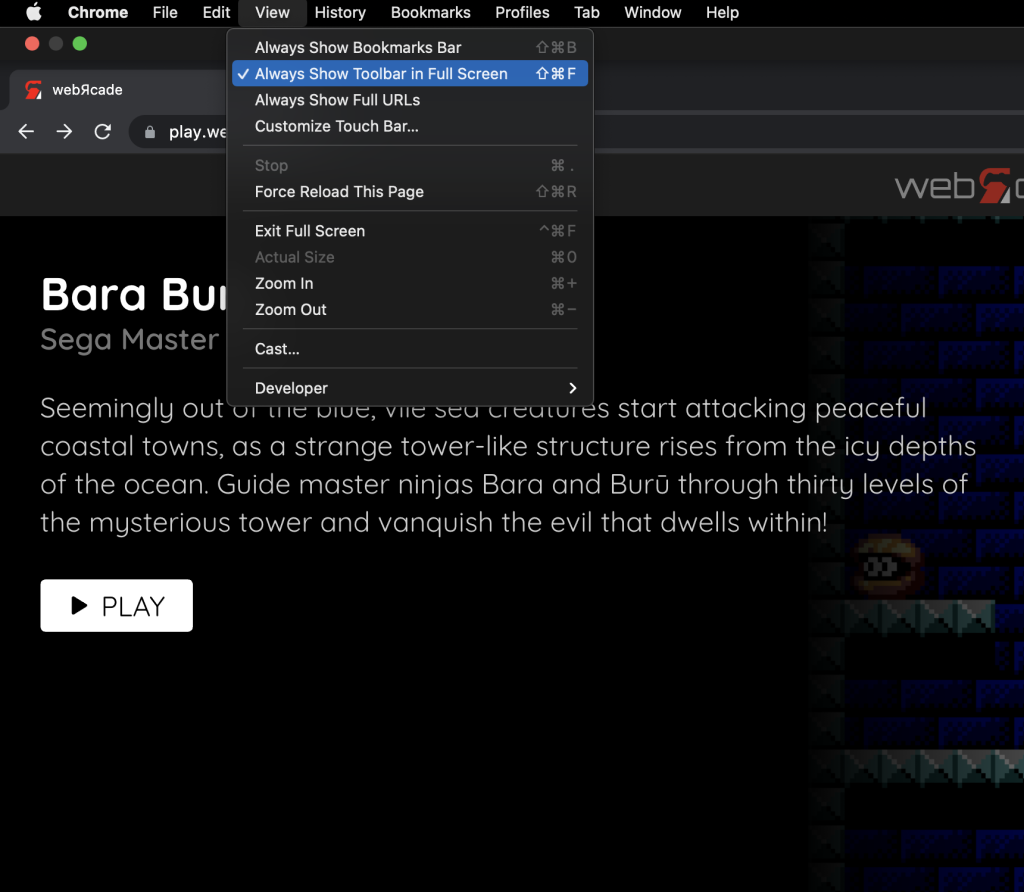 Chrome File Edit View History Bookmarks Profiles Tab Window Help
Always Show Bookmarks Bar ⇧⌘B
✓ Always Show Toolbar in Full Screen ⇧⌘F
webЯcade
Always Show Full URLs
Customize Touch Bar...
play.we
Stop ⌘.
Force Reload This Page ⇧⌘R
web
Exit Full Screen ^⌘F
Actual Size ⌘0
Zoom In ⌘+
Zoom Out ⌘−
Cast...
Developer
Bara Bur
Sega Master
Seemingly out of the blue, vile sea creatures start attacking peaceful
coastal towns, as a strange tower-like structure rises from the icy depths
of the ocean. Guide master ninjas Bara and Burū through thirty levels of
the mysterious tower and vanquish the evil that dwells within!
PLAY